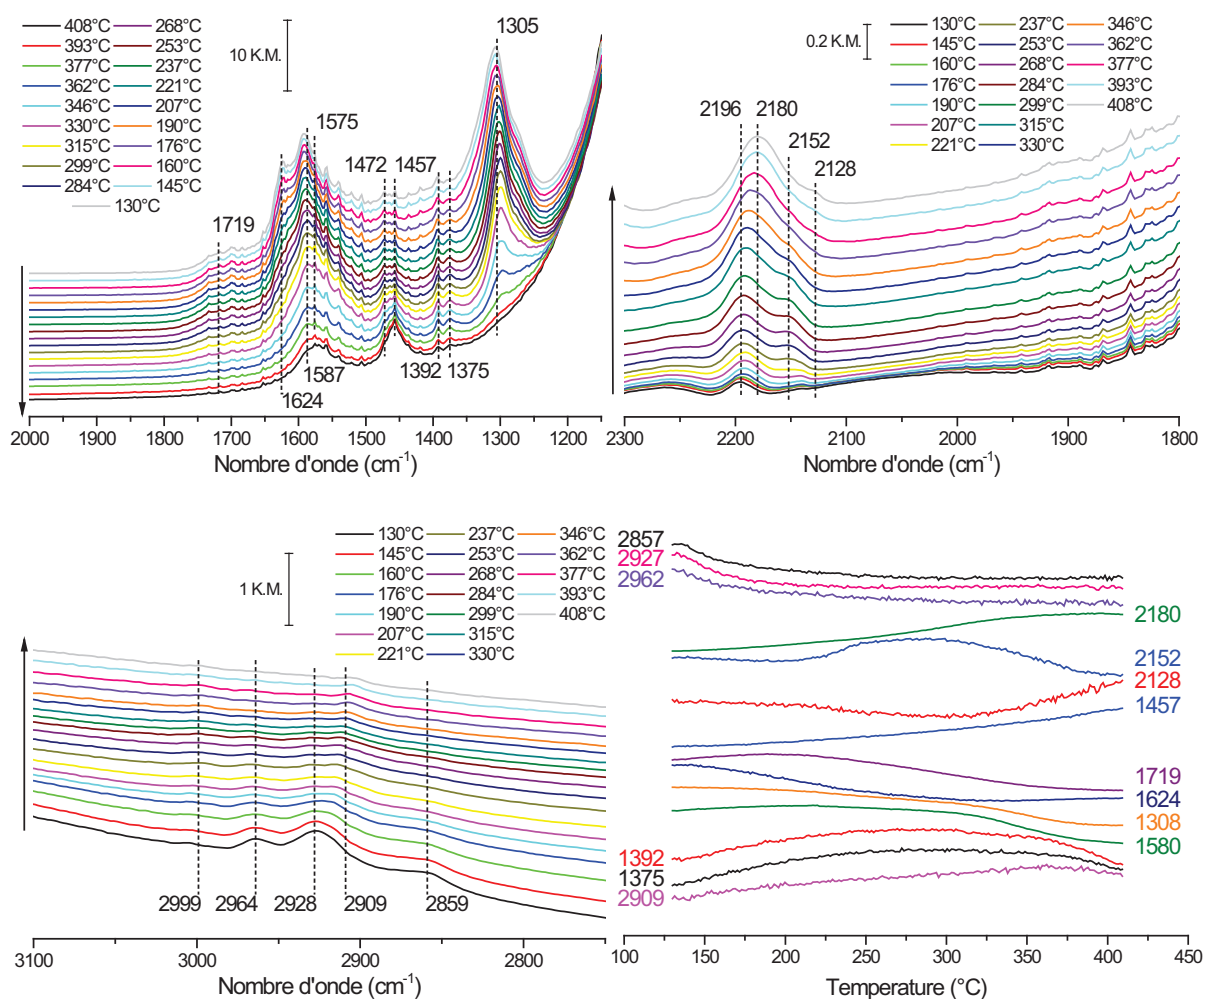 408°C 268°C
393°C 253°C
377°C 237°C
362°C 221°C
346°C 207°C
330°C 190°C
315°C 176°C
299°C 160°C
284°C 145°C
130°C
10 K.M.
1305
1575
1472 1457
1719
1587
1392 1375
1624
2000 1900 1800 1700 1600 1500 1400 1300 1200
Nombre d'onde (cm-1)
130°C 237°C 346°C
145°C 253°C 362°C
160°C 268°C 377°C
176°C 284°C 393°C
190°C 299°C 408°C
207°C 315°C
221°C 330°C
0.2 K.M.
2196 2180
2152
2128
2300 2200 2100 2000 1900 1800
Nombre d'onde (cm-1)
130°C 237°C 346°C
145°C 253°C 362°C
160°C 268°C 377°C
176°C 284°C 393°C
190°C 299°C 408°C
207°C 315°C
221°C 330°C
1 K.M.
2999 2964 2928 2909 2859
3100 3000 2900 2800
Nombre d'onde (cm-1)
2857
2927
2962
2180
2152
2128
1457
1719
1624
1308
1580
1392
1375
2909
100 150 200 250 300 350 400 450
Temperature (°C)